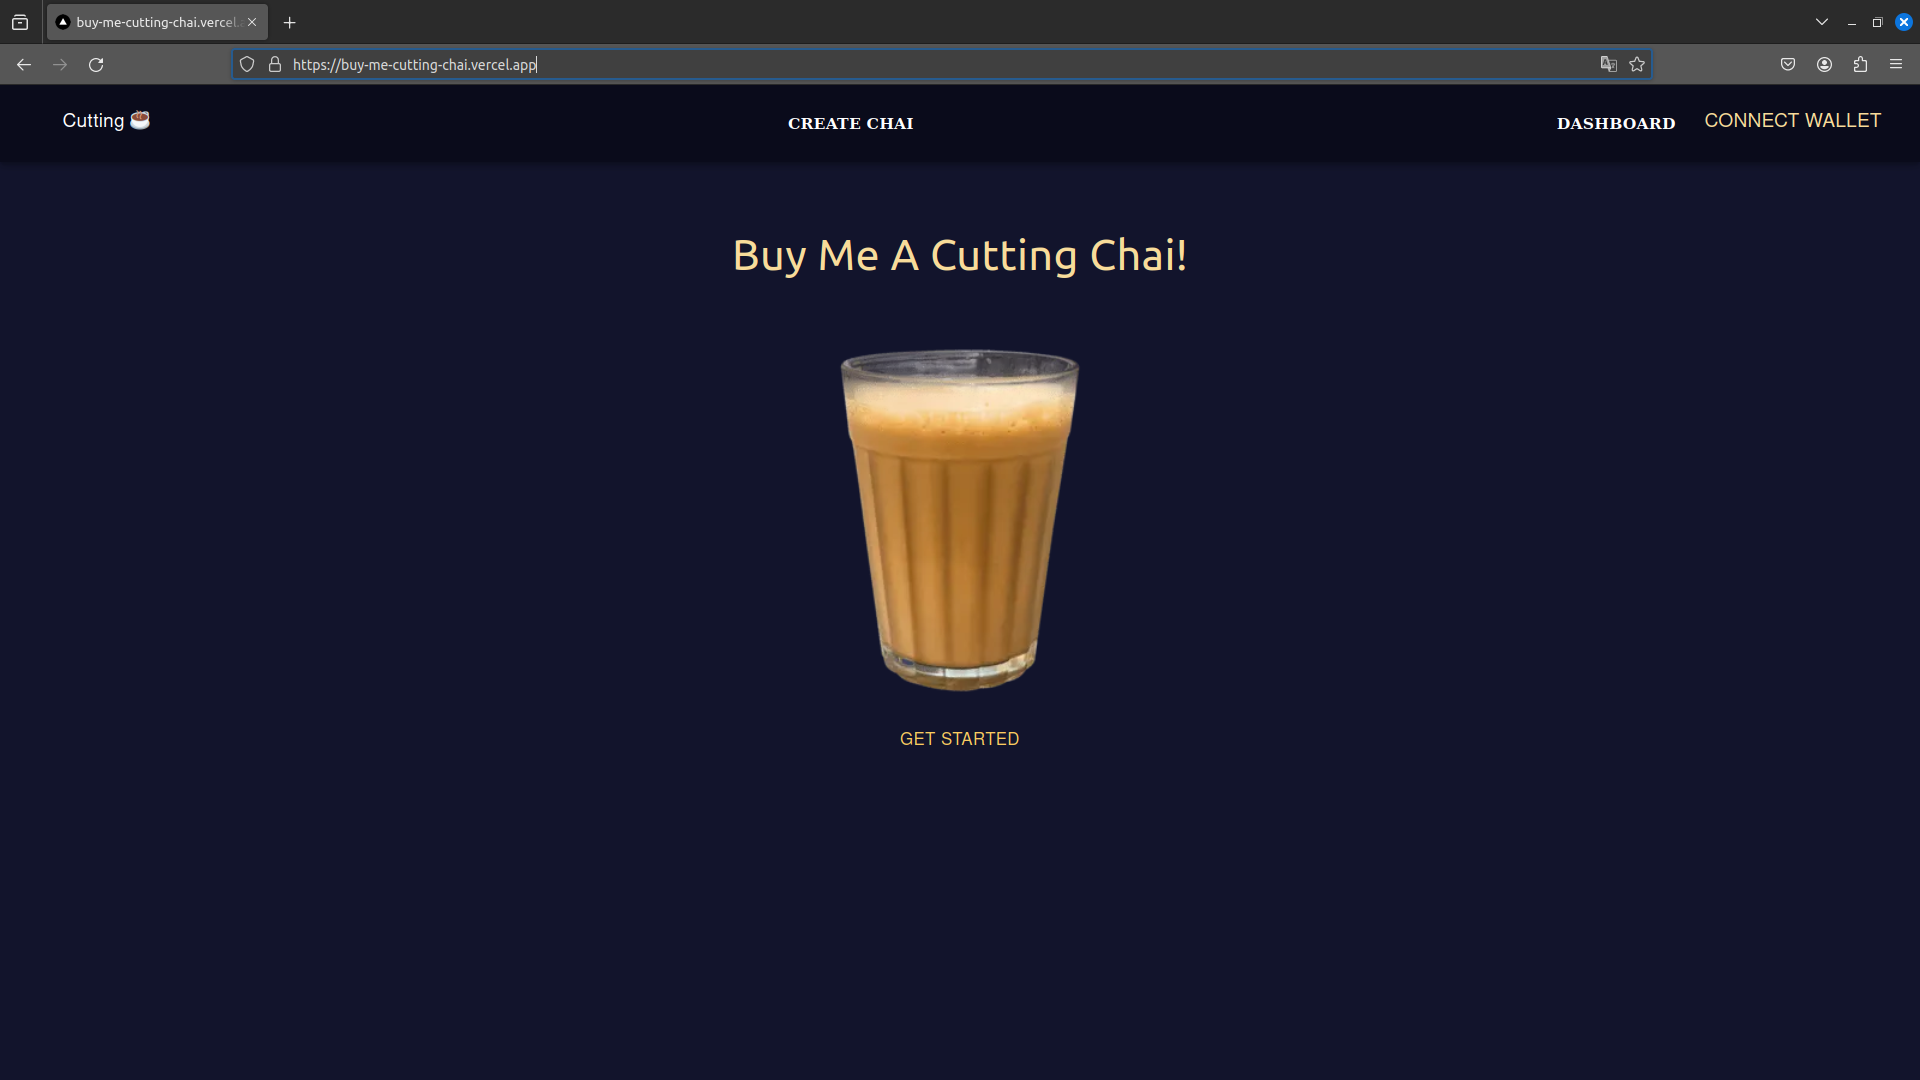 buy-me-cutting-chai.vercel.
https://buy-me-cutting-chai.vercel.app
Cutting ☕
CREATE CHAI
DASHBOARD
CONNECT WALLET
Buy Me A Cutting Chai!
GET STARTED